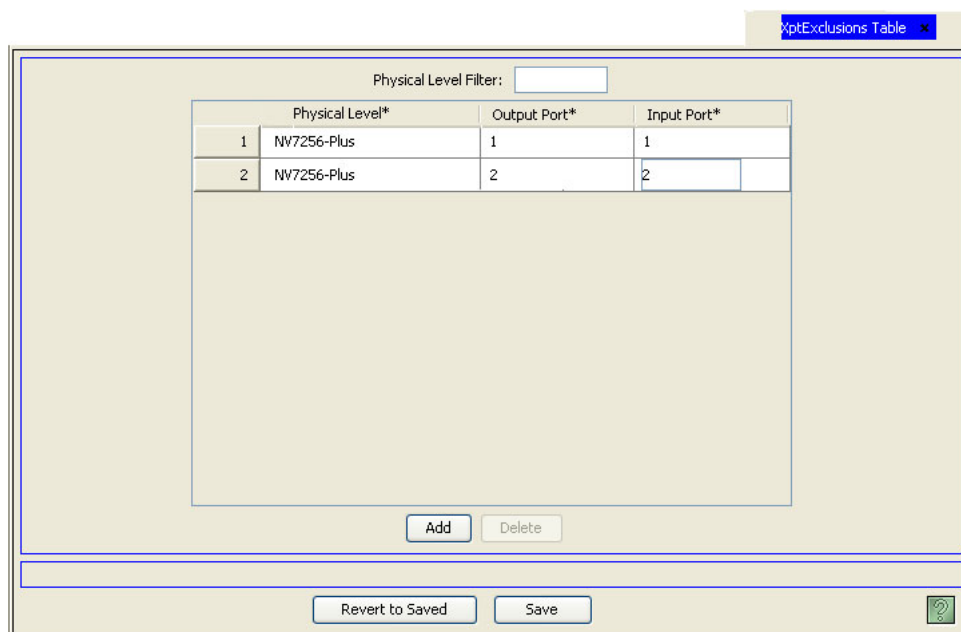 XptExclusions Table ×
Physical Level Filter:
Physical Level* Output Port* Input Port*
1 NV7256-Plus 1 1
2 NV7256-Plus 2 2
Add Delete
Revert to Saved Save ?